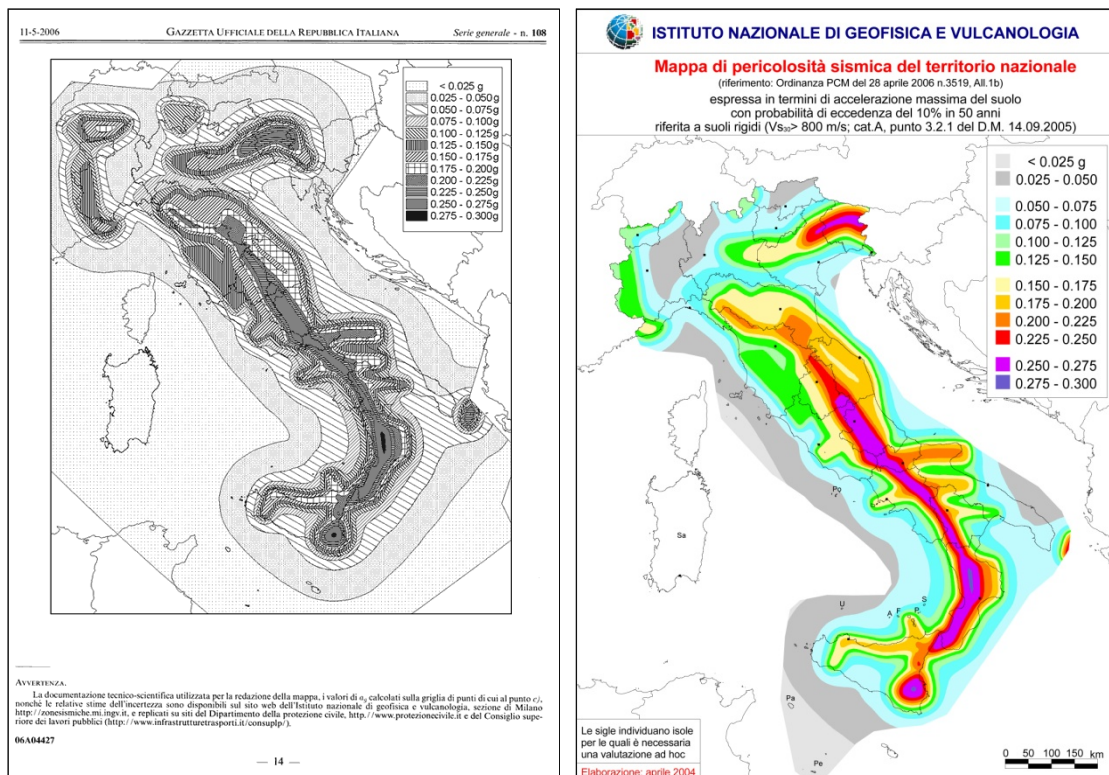 11-5-2006 GAZZETTA UFFICIALE DELLA REPUBBLICA ITALIANA Serie generale - n. 108
< 0.025 g
0.025 - 0.050g
0.050 - 0.075g
0.075 - 0.100g
0.100 - 0.125g
0.125 - 0.150g
0.150 - 0.175g
0.175 - 0.200g
0.200 - 0.225g
0.225 - 0.250g
0.250 - 0.275g
0.275 - 0.300g
AVVERTENZA.
La documentazione tecnico-scientifica utilizzata per la redazione della mappa, i valori di ag calcolati sulla griglia di punti di cui al punto c),
nonché le relative stime dell'incertezza sono disponibili sul sito web dell'Istituto nazionale di geofisica e vulcanologia, sezione di Milano
http://zonesismiche.mi.ingv.it, e replicati su siti del Dipartimento della protezione civile, http://www.protezionecivile.it e del Consiglio supe-
riore dei lavori pubblici (http://www.infrastrutturetrasporti.it/consuplp/).
06A04427
— 14 —
ISTITUTO NAZIONALE DI GEOFISICA E VULCANOLOGIA
Mappa di pericolosità sismica del territorio nazionale
(riferimento: Ordinanza PCM del 28 aprile 2006 n.3519, All.1b)
espressa in termini di accelerazione massima del suolo
con probabilità di eccedenza del 10% in 50 anni
riferita a suoli rigidi (Vs30> 800 m/s; cat.A, punto 3.2.1 del D.M. 14.09.2005)
< 0.025 g
0.025 - 0.050
0.050 - 0.075
0.075 - 0.100
0.100 - 0.125
0.125 - 0.150
0.150 - 0.175
0.175 - 0.200
0.200 - 0.225
0.225 - 0.250
0.250 - 0.275
0.275 - 0.300
Po
Sa
U
A F P S
Pa
Pe
Le sigle individuano isole
per le quali è necessaria
una valutazione ad hoc
Elaborazione: aprile 2004
0 50 100 150
km